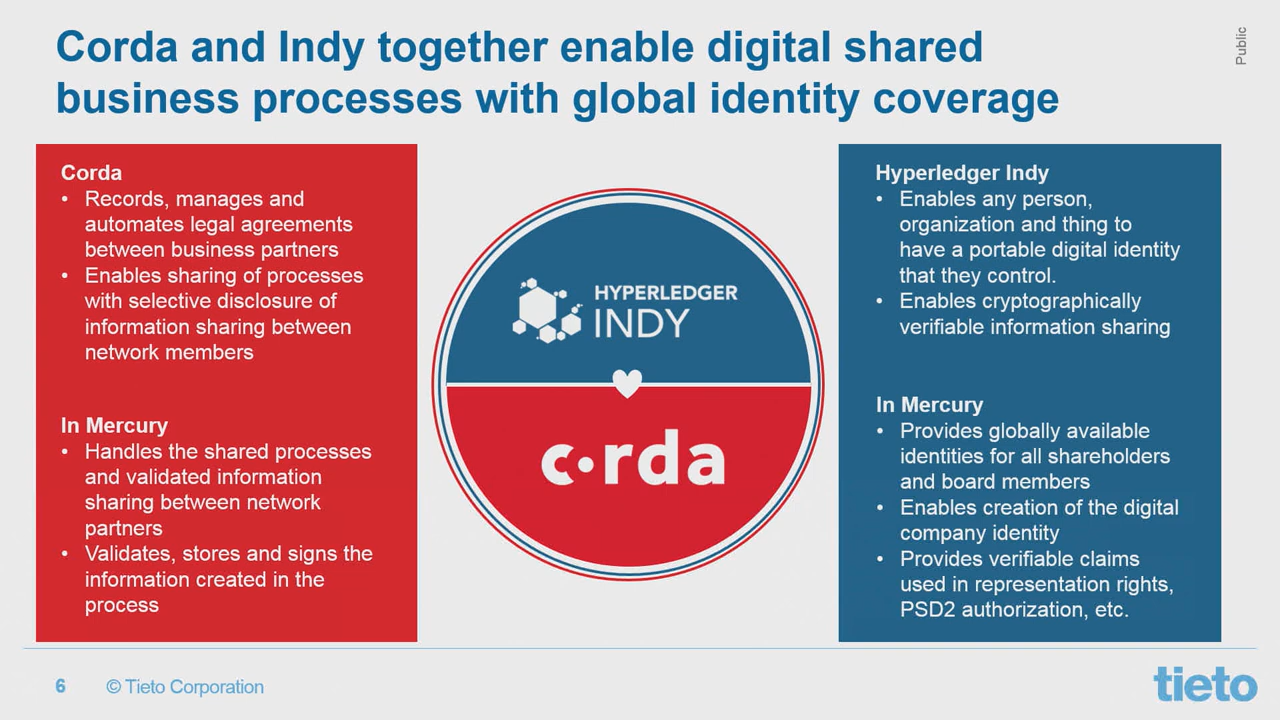 Corda and Indy together enable digital shared
business processes with global identity coverage
Public
Corda
• Records, manages and
automates legal agreements
between business partners
• Enables sharing of processes
with selective disclosure of
information sharing between
network members
In Mercury
• Handles the shared processes
and validated information
sharing between network
partners
• Validates, stores and signs the
information created in the
process
HYPERLEDGER
INDY
c•rda
Hyperledger Indy
• Enables any person,
organization and thing to
have a portable digital identity
that they control.
• Enables cryptographically
verifiable information sharing
In Mercury
• Provides globally available
identities for all shareholders
and board members
• Enables creation of the digital
company identity
• Provides verifiable claims
used in representation rights,
PSD2 authorization, etc.
6
© Tieto Corporation
tieto